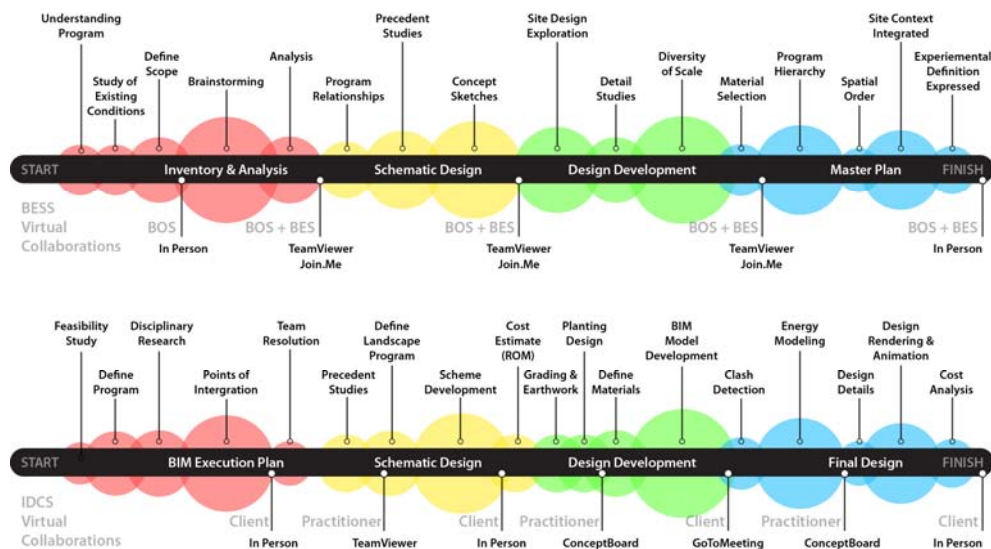 Understanding
Program
Study of
Existing
Conditions
Define
Scope
Brainstorming
Analysis
Program
Relationships
Precedent
Studies
Concept
Sketches
Site Design
Exploration
Detail
Studies
Diversity
of Scale
Material
Selection
Program
Hierarchy
Spatial
Order
Site Context
Integrated
Experiemental
Definition
Expressed
START
Inventory & Analysis
Schematic Design
Design Development
Master Plan
FINISH
BESS
Virtual
Collaborations
BOS
In Person
BOS + BES
TeamViewer
Join.Me
BOS + BES
TeamViewer
Join.Me
BOS + BES
TeamViewer
Join.Me
BOS + BES
In Person
Feasibility
Study
Define
Program
Disciplinary
Research
Points of
Intergration
Team
Resolution
Precedent
Studies
Define
Landscape
Program
Scheme
Development
Cost
Estimate
(ROM)
Grading &
Earthwork
Planting
Design
Define
Materials
BIM
Model
Development
Clash
Detection
Energy
Modeling
Design
Details
Design
Rendering &
Animation
Cost
Analysis
START
BIM Execution Plan
Schematic Design
Design Development
Final Design
FINISH
IDCS
Virtual
Collaborations
Client
In Person
Practitioner
TeamViewer
Client
In Person
Practitioner
ConceptBoard
Client
GoToMeeting
Practitioner
ConceptBoard
Client
In Person